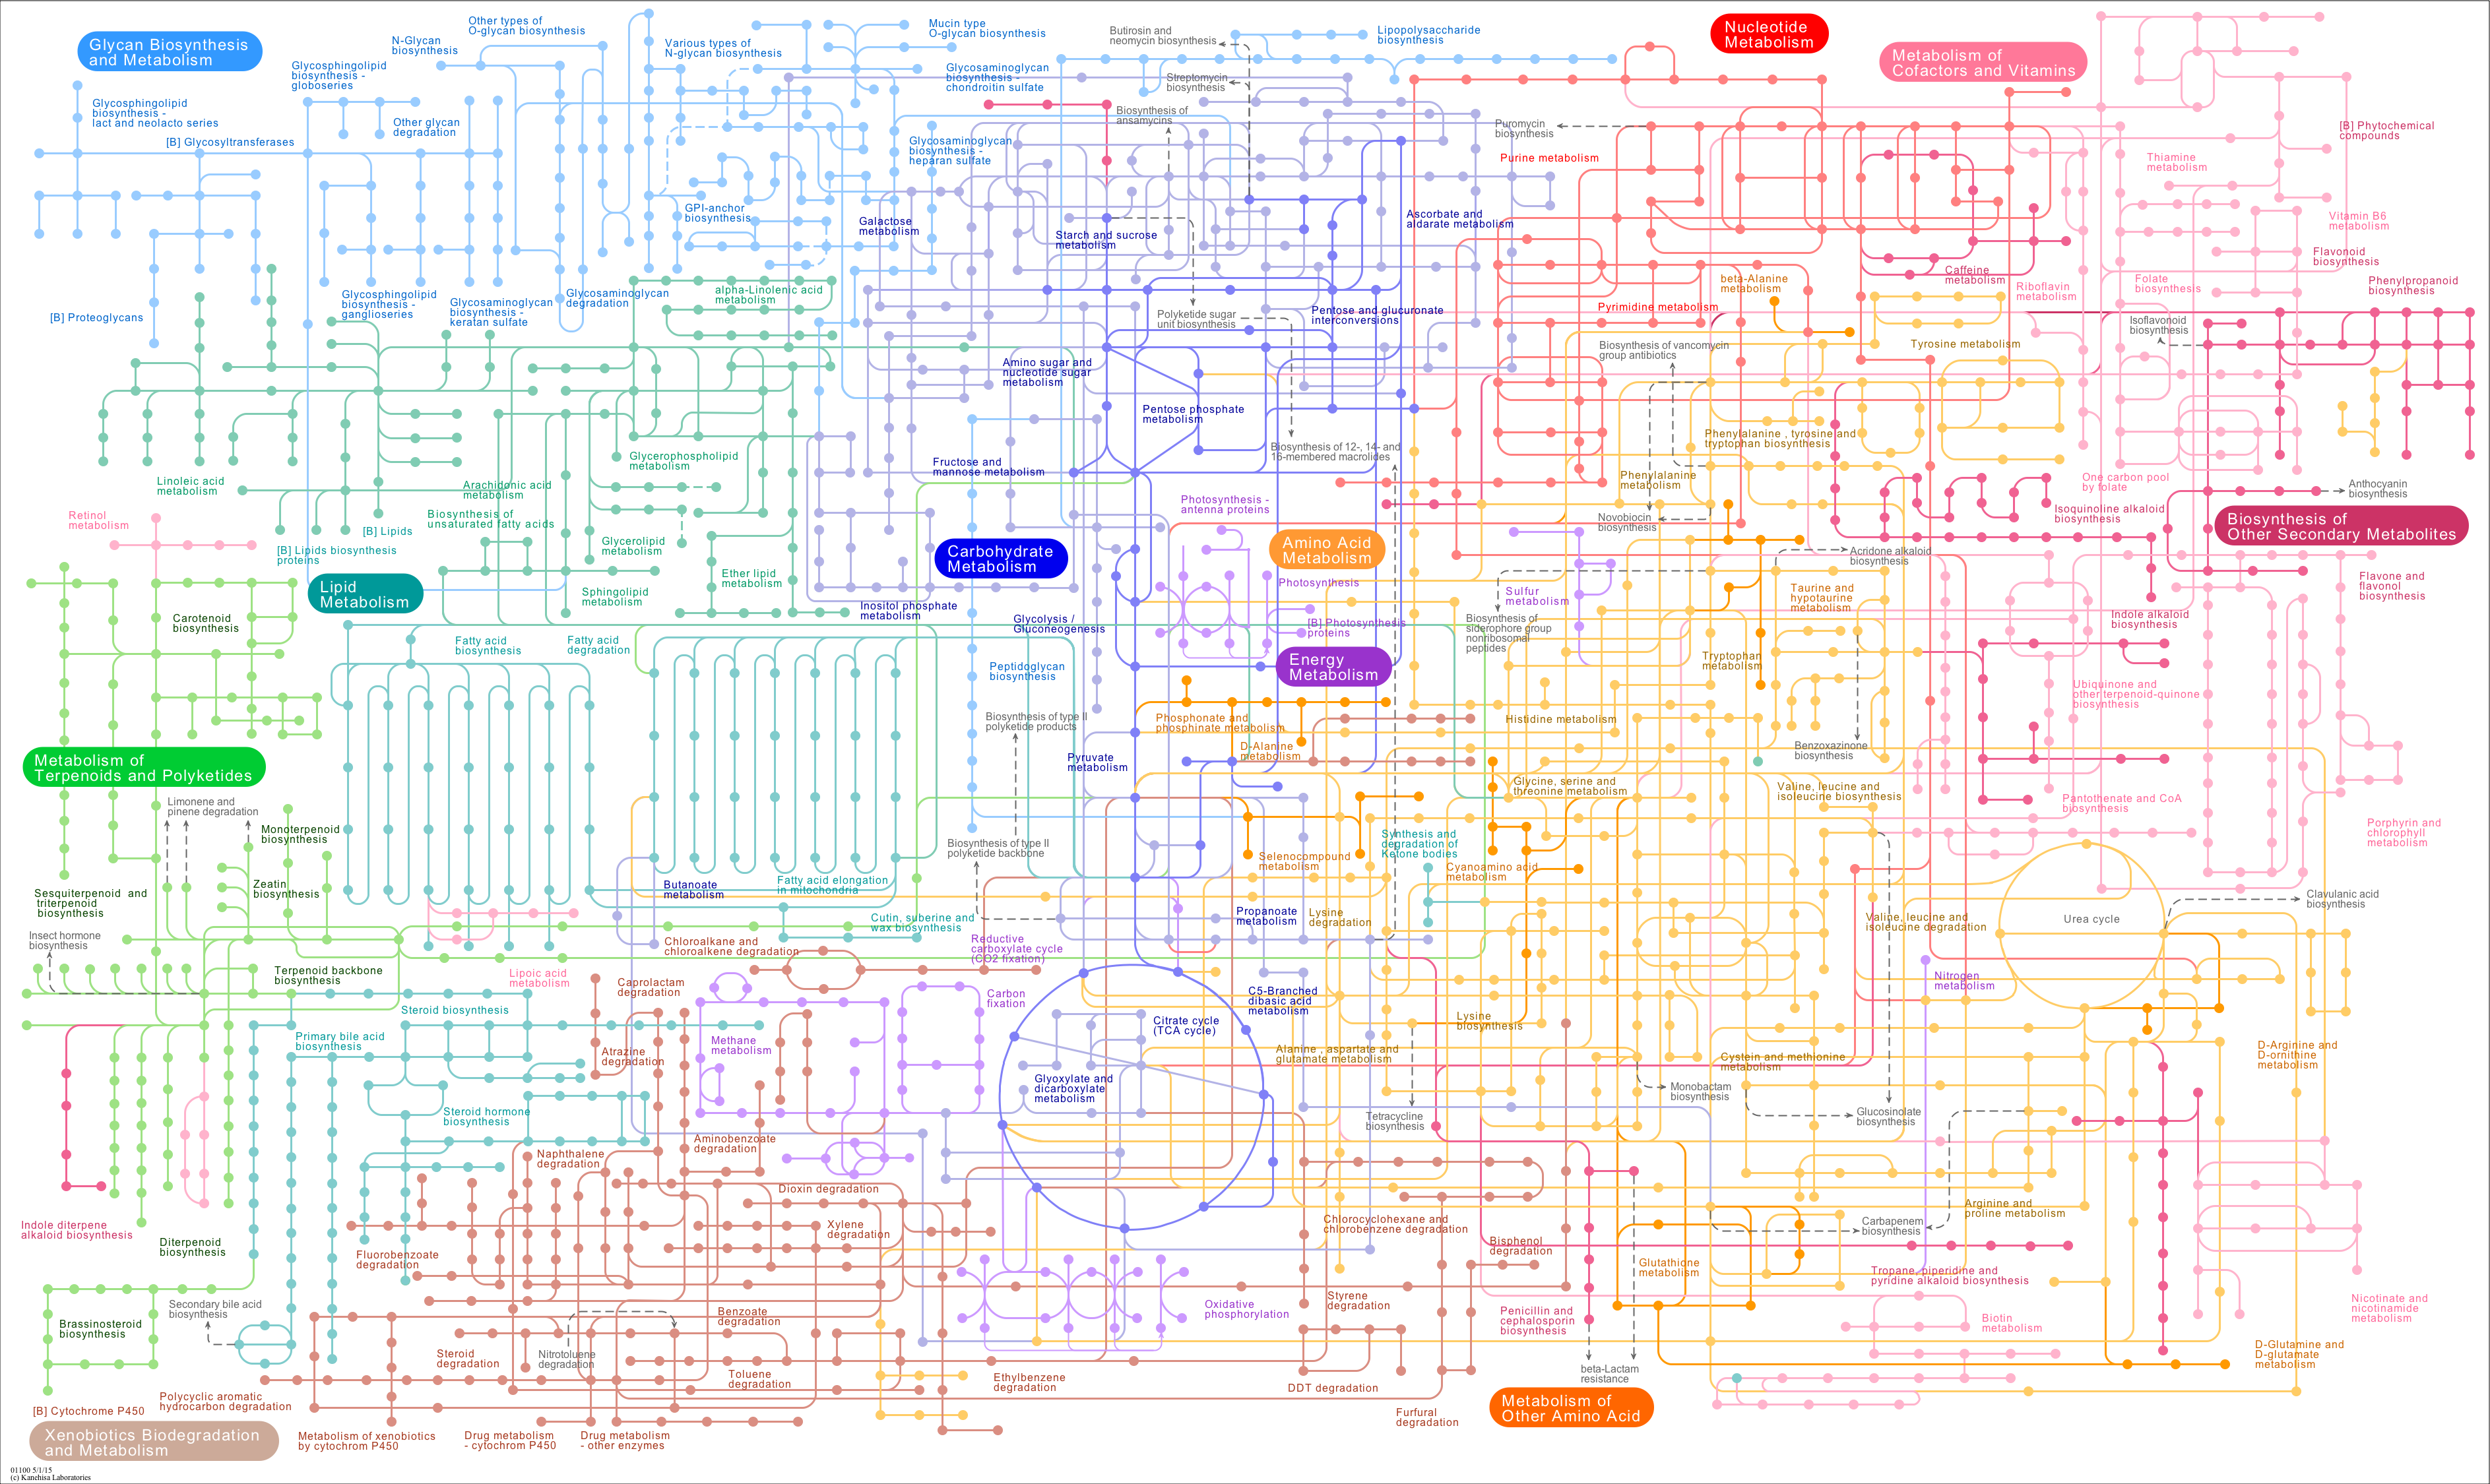 Glycan Biosynthesis
and Metabolism
Other types of
O-glycan biosynthesis
N-Glycan
biosynthesis
Various types of
N-glycan biosynthesis
Mucin type
O-glycan biosynthesis
Butirosin and
neomycin biosynthesis
Lipopolysaccharide
biosynthesis
Nucleotide
Metabolism
Metabolism of
Cofactors and Vitamins
Glycosphingolipid
biosynthesis -
globoseries
Glycosaminoglycan
biosynthesis -
chondroitin sulfate
Streptomycin
biosynthesis
Glycosphingolipid
biosynthesis -
lact and neolacto series
Other glycan
degradation
Biosynthesis of
ansamycins
Puromycin
biosynthesis
[B] Phytochemical
compounds
[B] Glycosyltransferases
Glycosaminoglycan
biosynthesis -
heparan sulfate
Purine metabolism
Thiamine
metabolism
GPI-anchor
biosynthesis
Galactose
metabolism
Starch and sucrose
metabolism
Ascorbate and
aldarate metabolism
Vitamin B6
metabolism
Flavonoid
biosynthesis
Caffeine
metabolism
Riboflavin
metabolism
Folate
biosynthesis
Phenylpropanoid
biosynthesis
beta-Alanine
metabolism
[B] Proteoglycans
Glycosphingolipid
biosynthesis -
ganglioseries
Glycosaminoglycan
biosynthesis -
keratan sulfate
Glycosaminoglycan
degradation
alpha-Linolenic acid
metabolism
Polyketide sugar
unit biosynthesis
Pentose and glucuronate
interconversions
Pyrimidine metabolism
Isoflavonoid
biosynthesis
Biosynthesis of vancomycin
group antibiotics
Tyrosine metabolism
Amino sugar and
nucleotide sugar
metabolism
Pentose phosphate
metabolism
Phenylalanine , tyrosine and
tryptophan biosynthesis
Biosynthesis of 12-, 14- and
16-membered macrolides
Glycerophospholipid
metabolism
Fructose and
mannose metabolism
Phenylalanine
metabolism
Linoleic acid
metabolism
Arachidonic acid
metabolism
Photosynthesis -
antenna proteins
One carbon pool
by folate
Anthocyanin
biosynthesis
Retinol
metabolism
Biosynthesis of
unsaturated fatty acids
[B] Lipids
Novobiocin
biosynthesis
Isoquinoline alkaloid
biosynthesis
Biosynthesis of
Other Secondary Metabolites
[B] Lipids biosynthesis
proteins
Glycerolipid
metabolism
Carbohydrate
Metabolism
Amino Acid
Metabolism
Acridone alkaloid
biosynthesis
Lipid
Metabolism
Sphingolipid
metabolism
Ether lipid
metabolism
Photosynthesis
Sulfur
metabolism
Taurine and
hypotaurine
metabolism
Flavone and
flavonol
biosynthesis
Carotenoid
biosynthesis
Inositol phosphate
metabolism
Glycolysis /
Gluconeogenesis
[B] Photosynthesis
proteins
Biosynthesis of
siderophore group
nonribosomal
peptides
Indole alkaloid
biosynthesis
Fatty acid
biosynthesis
Fatty acid
degradation
Peptidoglycan
biosynthesis
Energy
Metabolism
Tryptophan
metabolism
Ubiquinone and
other terpenoid-quinone
biosynthesis
Biosynthesis of type II
polyketide products
Phosphonate and
phosphinate metabolism
Histidine metabolism
D-Alanine
metabolism
Benzoxazinone
biosynthesis
Metabolism of
Terpenoids and Polyketides
Pyruvate
metabolism
Glycine, serine and
threonine metabolism
Valine, leucine and
isoleucine biosynthesis
Pantothenate and CoA
biosynthesis
Limonene and
pinene degradation
Monoterpenoid
biosynthesis
Porphyrin and
chlorophyll
metabolism
Biosynthesis of type II
polyketide backbone
Synthesis and
degradation of
Ketone bodies
Selenocompound
metabolism
Cyanoamino acid
metabolism
Sesquiterpenoid and
triterpenoid
biosynthesis
Zeatin
biosynthesis
Butanoate
metabolism
Fatty acid elongation
in mitochondria
Clavulanic acid
biosynthesis
Cutin, suberine and
wax biosynthesis
Propanoate
metabolism
Lysine
degradation
Valine, leucine and
isoleucine degradation
Urea cycle
Insect hormone
biosynthesis
Chloroalkane and
chloroalkene degradation
Reductive
carboxylate cycle
(CO2 fixation)
Terpenoid backbone
biosynthesis
Lipoic acid
metabolism
Caprolactam
degradation
Nitrogen
metabolism
Carbon
fixation
C5-Branched
dibasic acid
metabolism
Steroid biosynthesis
Citrate cycle
(TCA cycle)
Lysine
biosynthesis
Primary bile acid
biosynthesis
Methane
metabolism
Atrazine
degradation
Alanine , aspartate and
glutamate metabolism
Cystein and methionine
metabolism
D-Arginine and
D-ornithine
metabolism
Glyoxylate and
dicarboxylate
metabolism
Monobactam
biosynthesis
Steroid hormone
biosynthesis
Tetracycline
biosynthesis
Glucosinolate
biosynthesis
Aminobenzoate
degradation
Naphthalene
degradation
Dioxin degradation
Arginine and
proline metabolism
Indole diterpene
alkaloid biosynthesis
Diterpenoid
biosynthesis
Xylene
degradation
Chlorocyclohexane and
chlorobenzene degradation
Carbapenem
biosynthesis
Fluorobenzoate
degradation
Bisphenol
degradation
Glutathione
metabolism
Tropane, piperidine and
pyridine alkaloid biosynthesis
Secondary bile acid
biosynthesis
Brassinosteroid
biosynthesis
Benzoate
degradation
Oxidative
phosphorylation
Styrene
degradation
Penicillin and
cephalosporin
biosynthesis
Biotin
metabolism
Nicotinate and
nicotinamide
metabolism
Steroid
degradation
Nitrotoluene
degradation
D-Glutamine and
D-glutamate
metabolism
Toluene
degradation
Ethylbenzene
degradation
DDT degradation
beta-Lactam
resistance
Polycyclic aromatic
hydrocarbon degradation
[B] Cytochrome P450
Furfural
degradation
Metabolism of
Other Amino Acid
Xenobiotics Biodegradation
and Metabolism
Metabolism of xenobiotics
by cytochrom P450
Drug metabolism
- cytochrom P450
Drug metabolism
- other enzymes
01100 5/1/15
(c) Kanehisa Laboratories